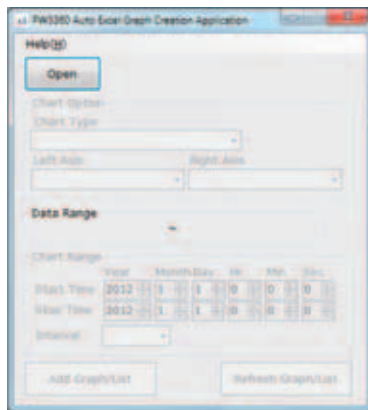 PW3360 Auto Excel Graph Creation Application
Help(H)
Open
Chart Option
Chart Type
Left Axis Right Axis
Data Range
~
Chart Range
Year Month Day Hr. Min. Sec.
Start Time 2012 1 1 0 0 0
Stop Time 2012 1 1 0 0 0
Interval
Add Graph/List Refresh Graph/List